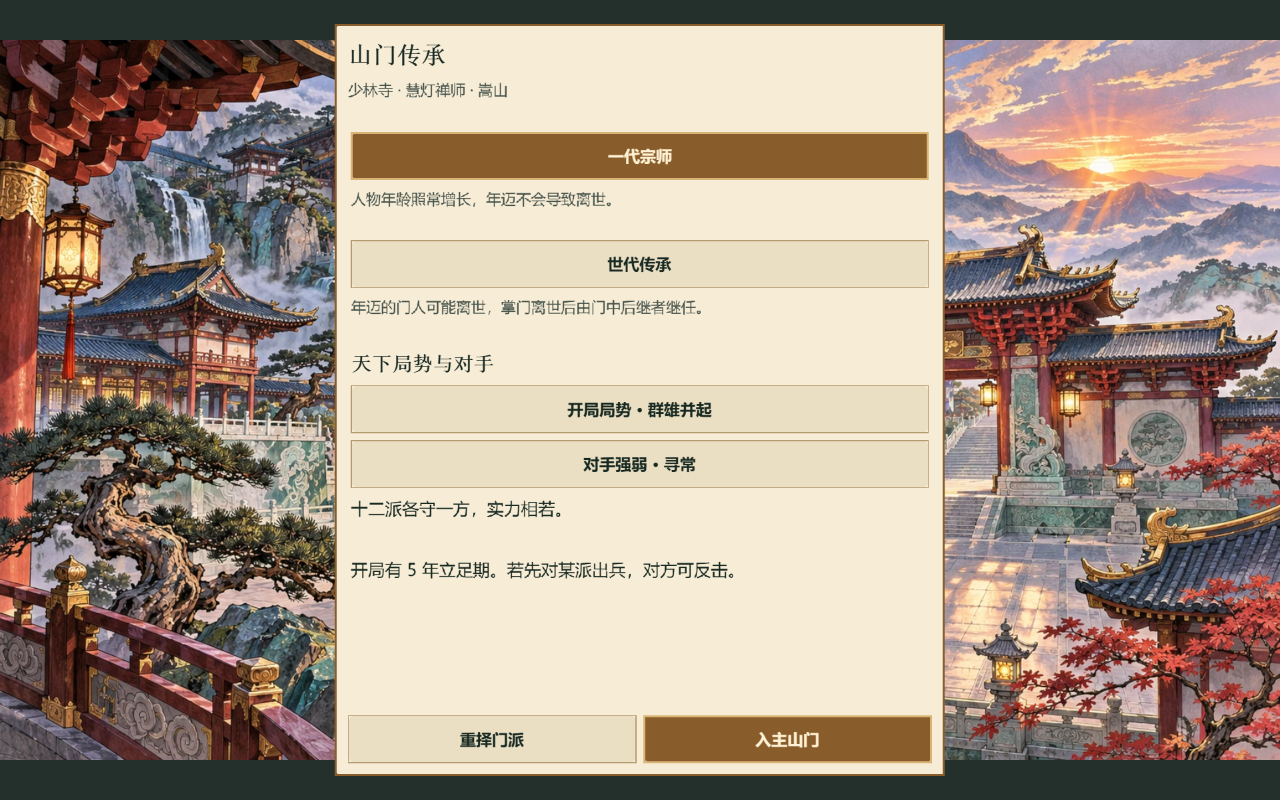 山门传承
少林寺 · 慧灯禅师 · 嵩山
一代宗师
人物年龄照常增长，年迈不会导致离世。
世代传承
年迈的门人可能离世，掌门离世后由门中后继者继任。
天下局势与对手
开局局势 • 群雄并起
对手强弱 • 寻常
十二派各守一方，实力相若。
开局有 5 年立足期。若先对某派出兵，对方可反击。
重择门派
入主山门